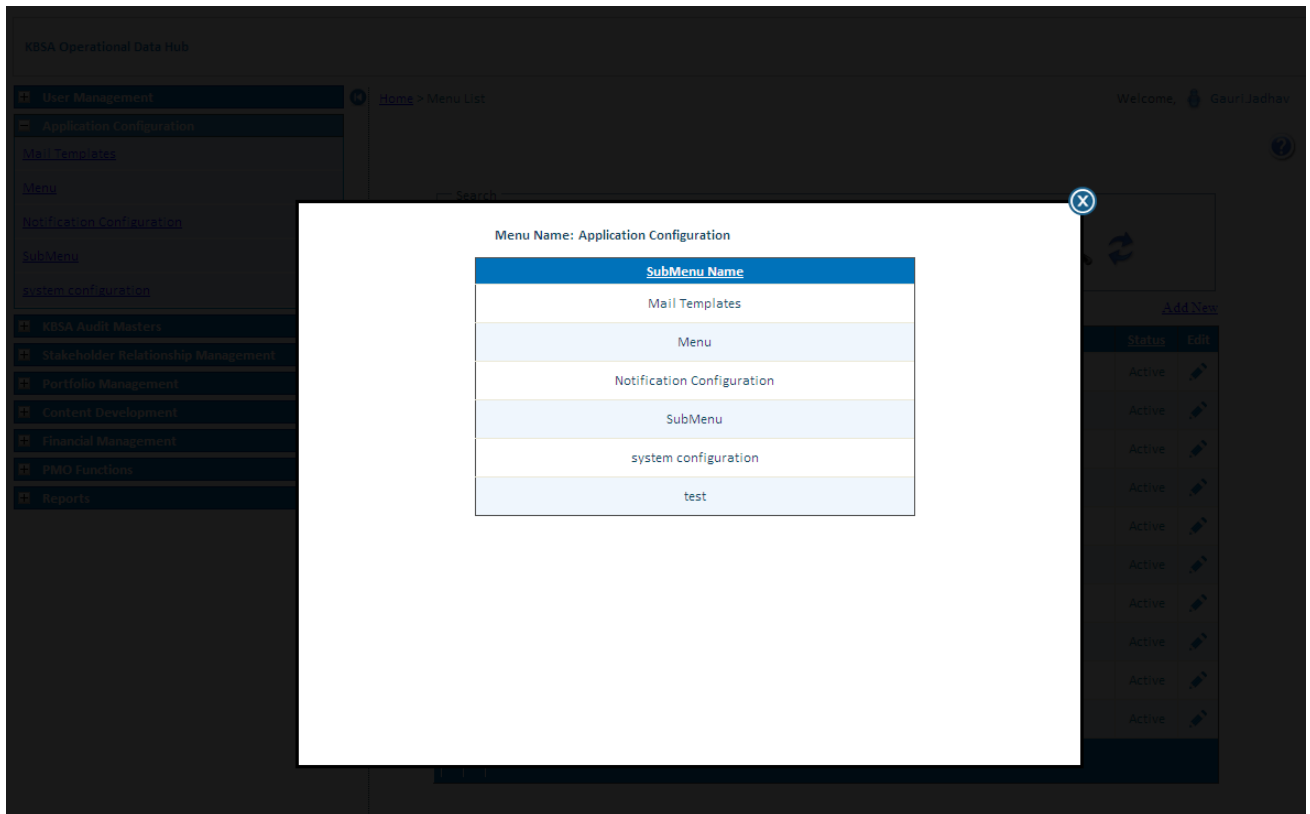 KBSA Operational Data Hub
User Management
Home > Menu List
Welcome, Gauri Jadhav
Application Configuration
Mail Templates
Menu
Notification Configuration
SubMenu
system configuration
KBSA Audit Masters
Stakeholder Relationship Management
Portfolio Management
Content Development
Financial Management
PMO Functions
Reports
Search
X
Menu Name: Application Configuration
SubMenu Name
Mail Templates
Menu
Notification Configuration
SubMenu
system configuration
test
?
Add New
Status Edit
Active
Active
Active
Active
Active
Active
Active
Active
Active
Active